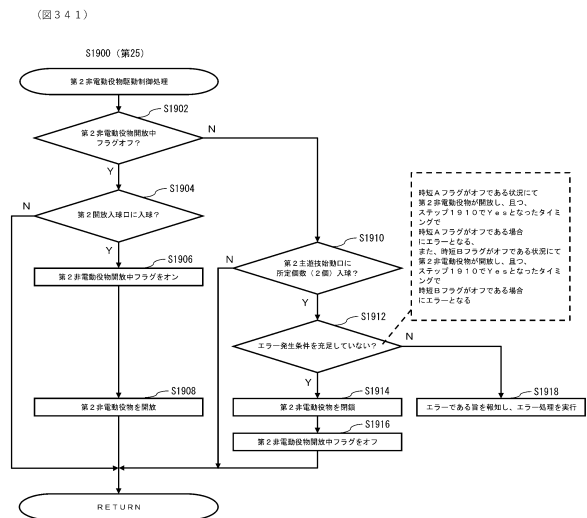 (図341)
S1900 (第25)
第2非電動役物駆動制御処理
S1902
第2非電動役物開放中
フラグオフ?
N
Y
S1904
N
第2開放入球口に入球?
Y
S1906
第2非電動役物開放中フラグをオン
S1908
第2非電動役物を開放
S1910
N
第2主遊技始動口に
所定個数(2個)入球?
Y
S1912
エラー発生条件を充足していない?
N
Y
S1914
第2非電動役物を閉鎖
S1916
第2非電動役物開放中フラグをオフ
S1918
エラーである旨を報知し、エラー処理を実行
時短Aフラグがオフである状況にて
第2非電動役物が開放し、且つ、
ステップ1910でYesとなったタイミ
ングで
時短Aフラグがオフである場合
にエラーとなる、
また、時短Bフラグがオフである状況にて
第2非電動役物が開放し、且つ、
ステップ1910でYesとなったタイミ
ングで
時短Bフラグがオフである場合
にエラーとなる
RETURN